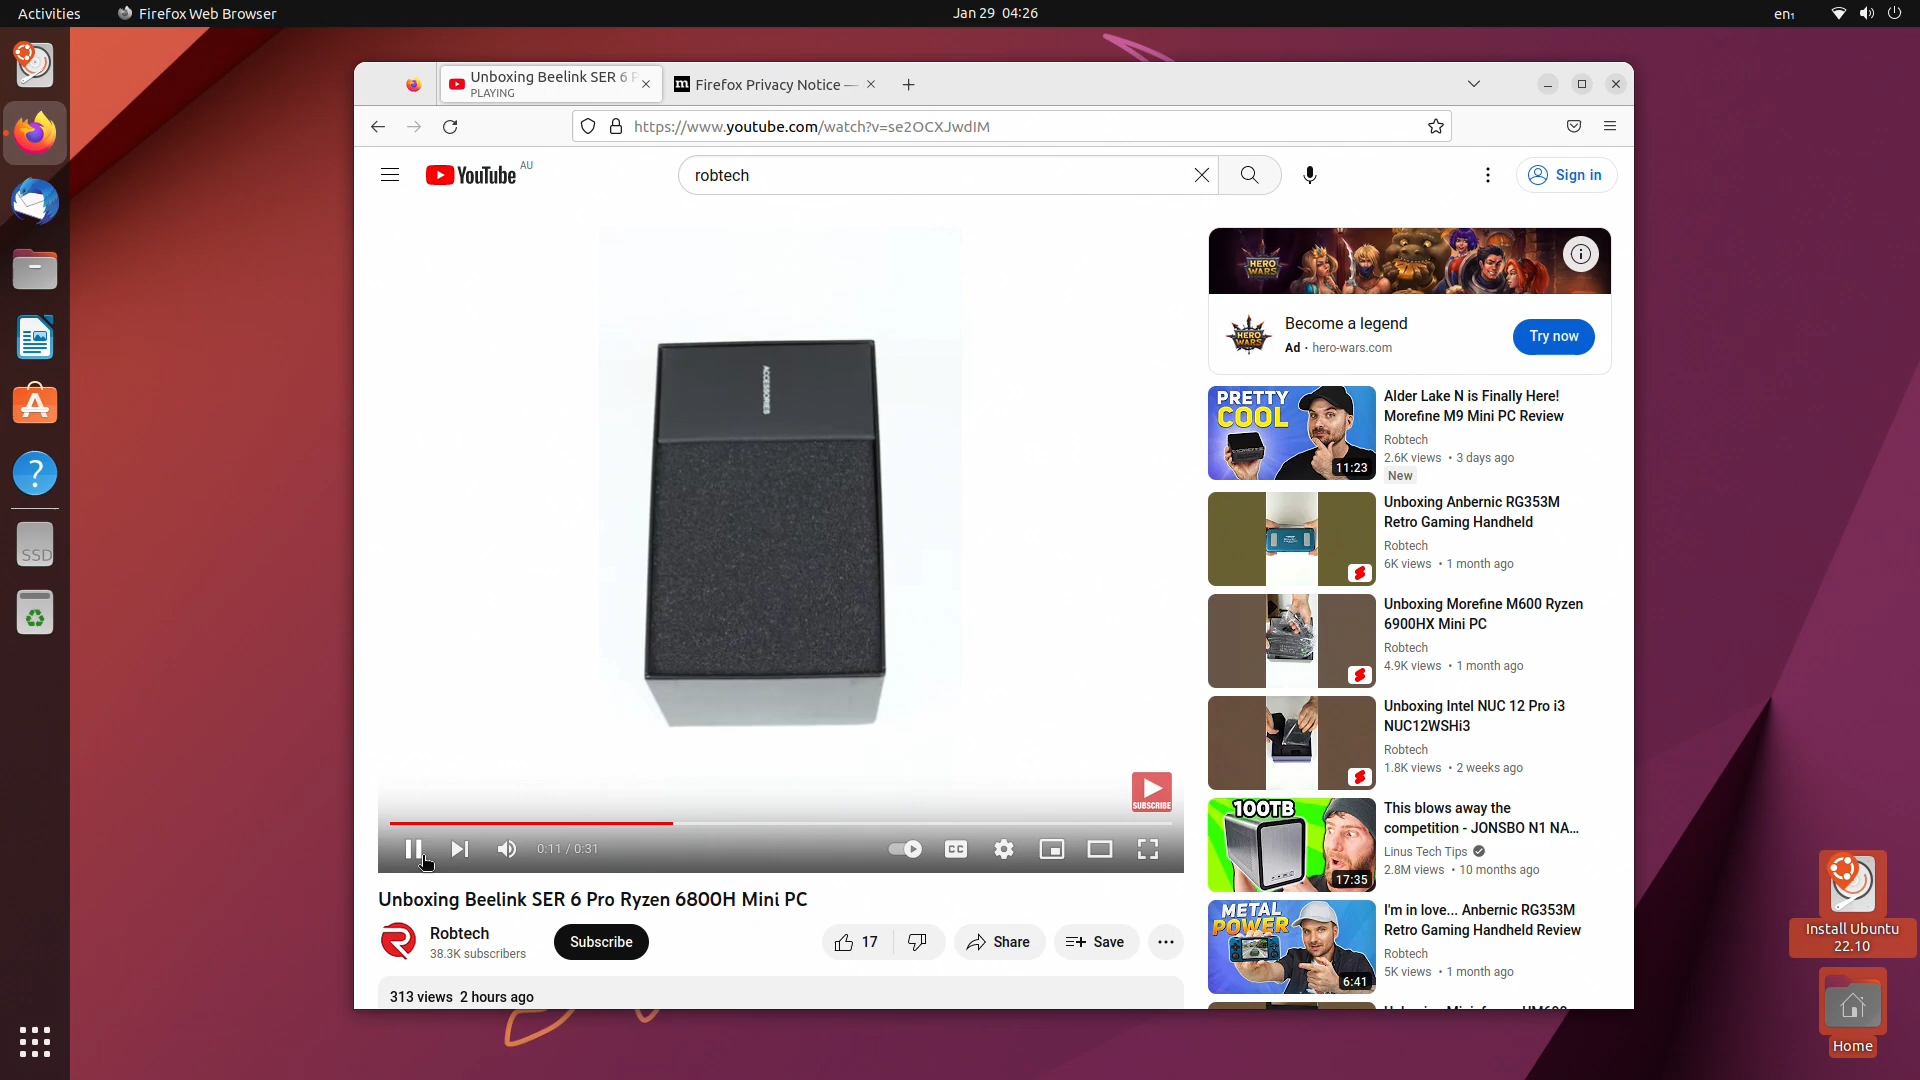 Activities
Firefox Web Browser
Jan 29 04:26
en₁
Unboxing Beelink SER 6 P
PLAYING
Firefox Privacy Notice —
https://www.youtube.com/watch?v=se2OCXJwdIM
YouTube AU
robtech
Sign in
ACCESSORIES
SUBSCRIBE
0:11 / 0:31
CC
Unboxing Beelink SER 6 Pro Ryzen 6800H Mini PC
Robtech
38.3K subscribers
Subscribe
17
Share
Save
313 views 2 hours ago
HERO
WARS
HERO
WARS
Become a legend
Ad · hero-wars.com
Try now
PRETTY
COOL
11:23
Alder Lake N is Finally Here!
Morefine M9 Mini PC Review
Robtech
2.6K views • 3 days ago
New
Unboxing Anbernic RG353M
Retro Gaming Handheld
Robtech
6K views • 1 month ago
Unboxing Morefine M600 Ryzen
6900HX Mini PC
Robtech
4.9K views • 1 month ago
Unboxing Intel NUC 12 Pro i3
NUC12WSHi3
Robtech
1.8K views • 2 weeks ago
100TB
17:35
This blows away the
competition - JONSBO N1 NA...
Linus Tech Tips
2.8M views • 10 months ago
METAL
POWER
6:41
I'm in love... Anbernic RG353M
Retro Gaming Handheld Review
Robtech
5K views • 1 month ago
SSD
Install Ubuntu
22.10
Home